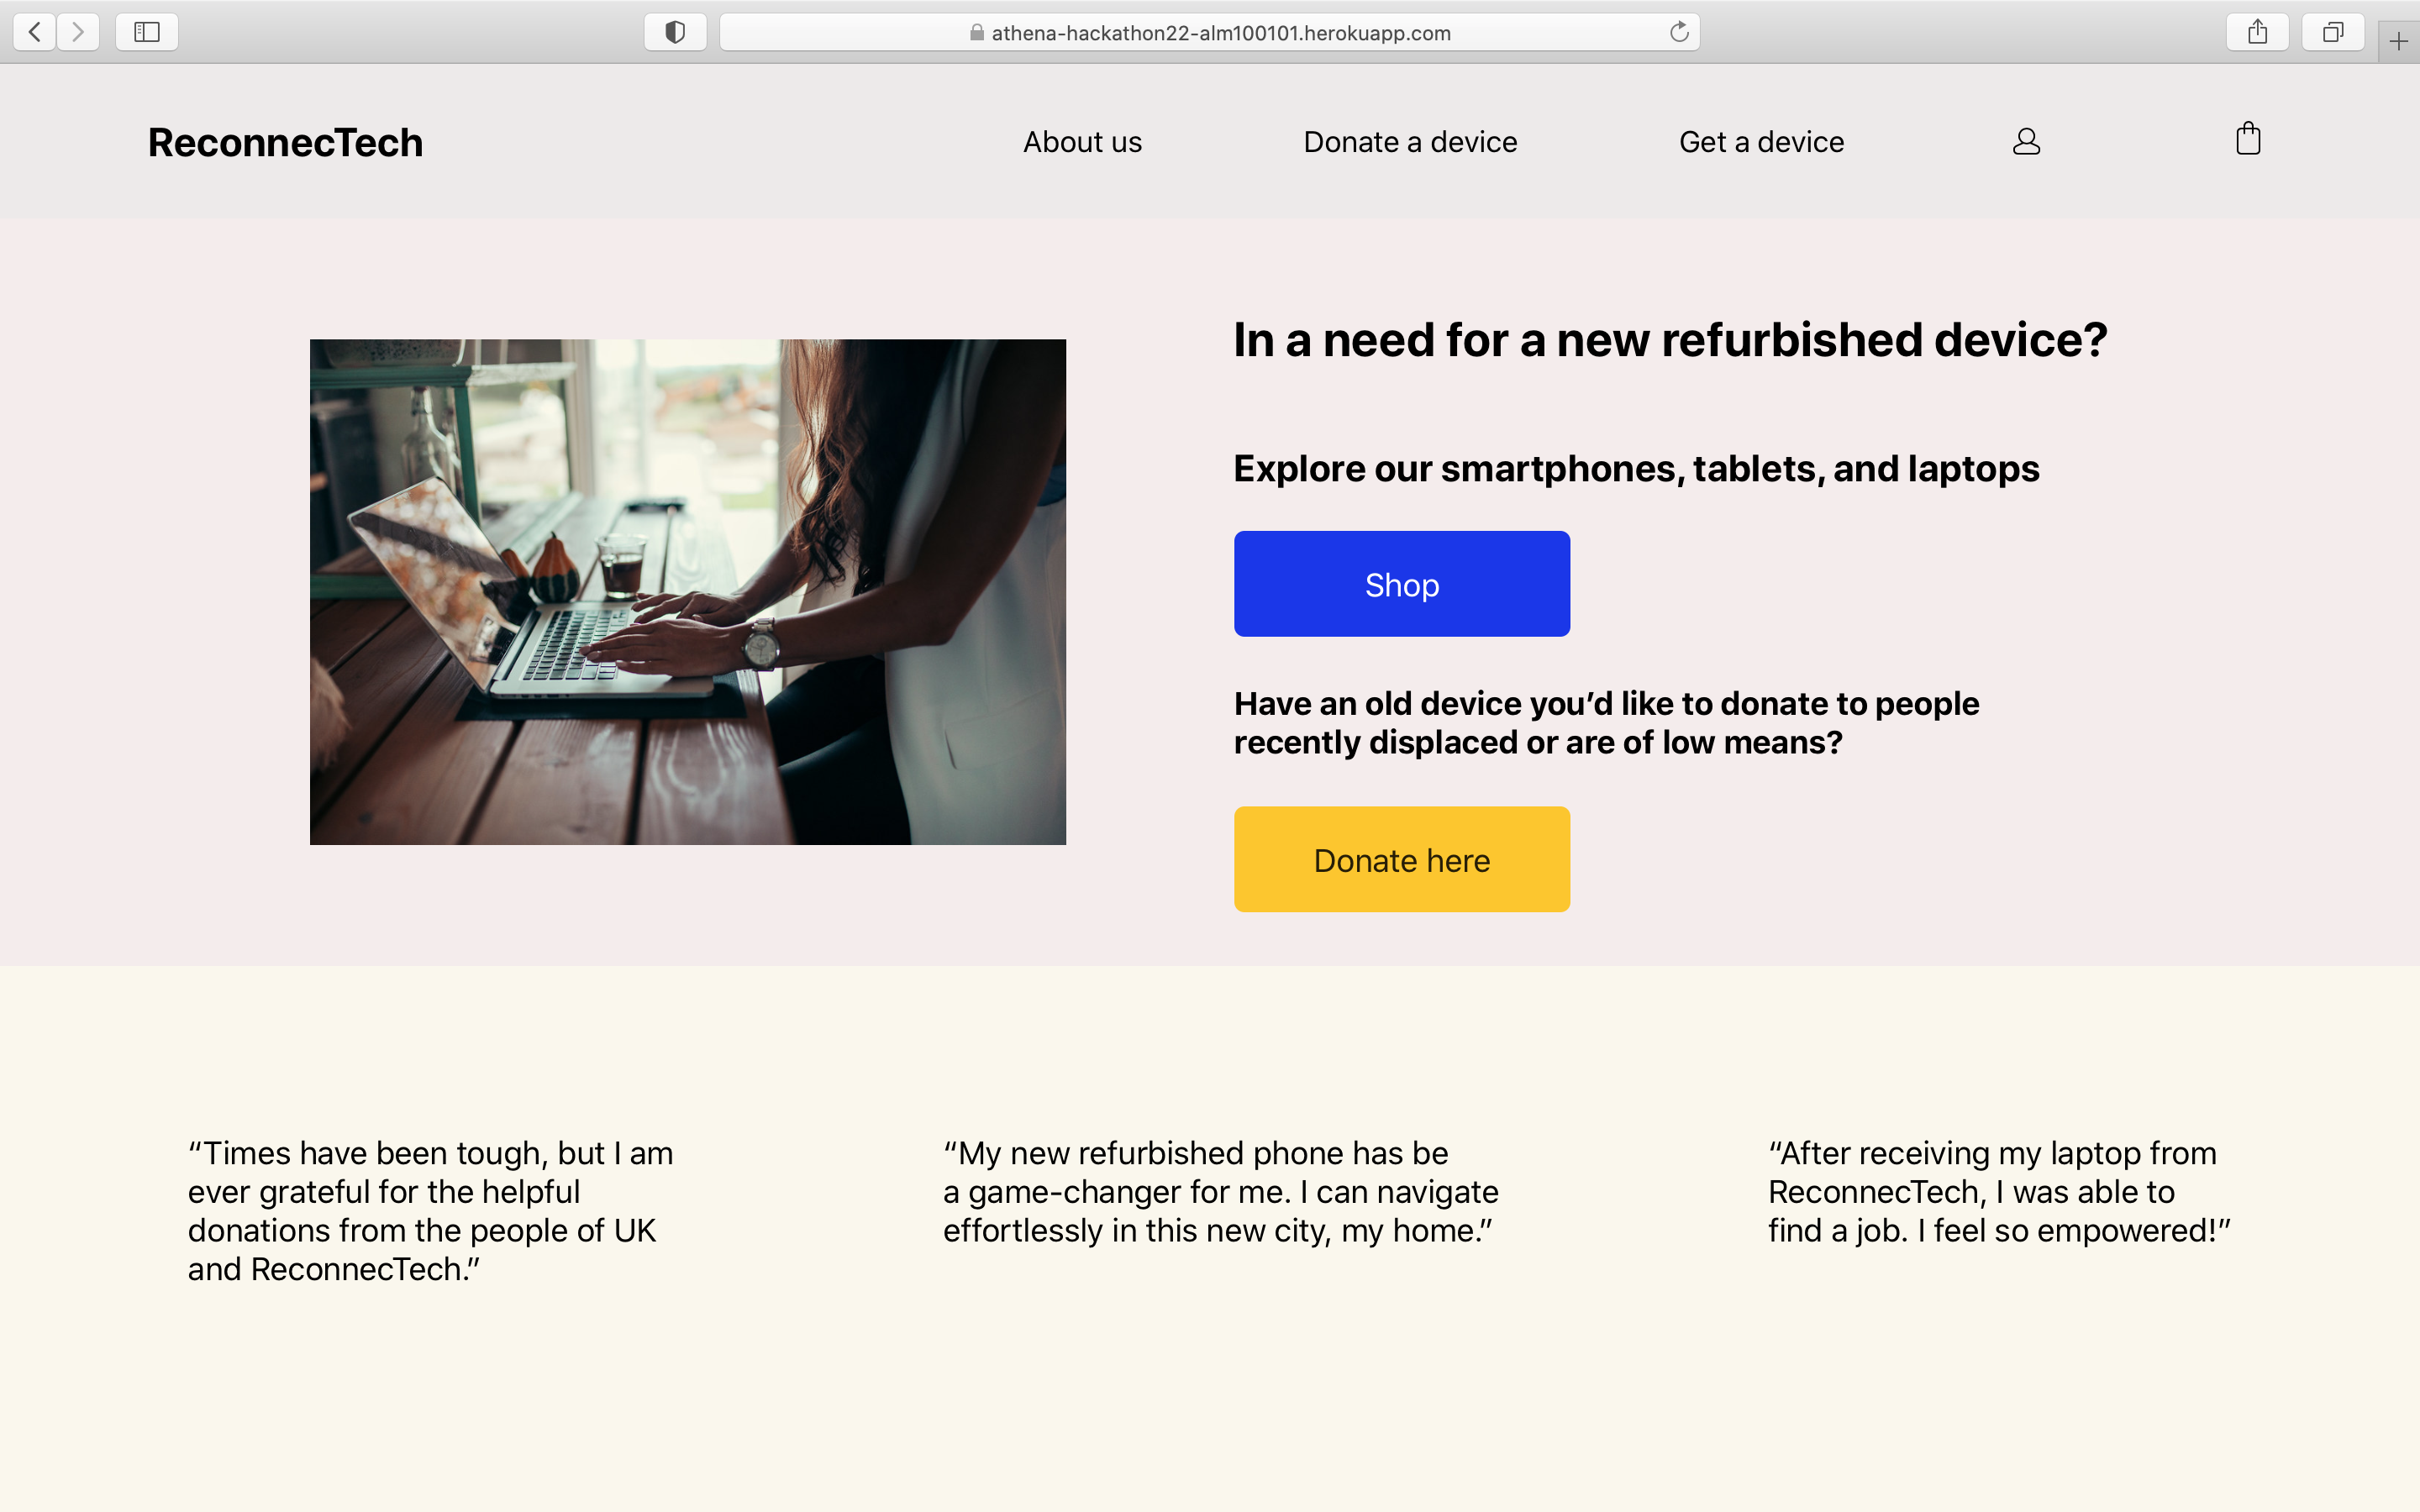 athena-hackathon22-alm100101.herokuapp.com
ReconnecTech
About us
Donate a device
Get a device
In a need for a new refurbished device?
Explore our smartphones, tablets, and laptops
Shop
Have an old device you’d like to donate to people
recently displaced or are of low means?
Donate here
“Times have been tough, but I am
ever grateful for the helpful
donations from the people of UK
and ReconnecTech.”
“My new refurbished phone has be
a game-changer for me. I can navigate
effortlessly in this new city, my home.”
“After receiving my laptop from
ReconnecTech, I was able to
find a job. I feel so empowered!”